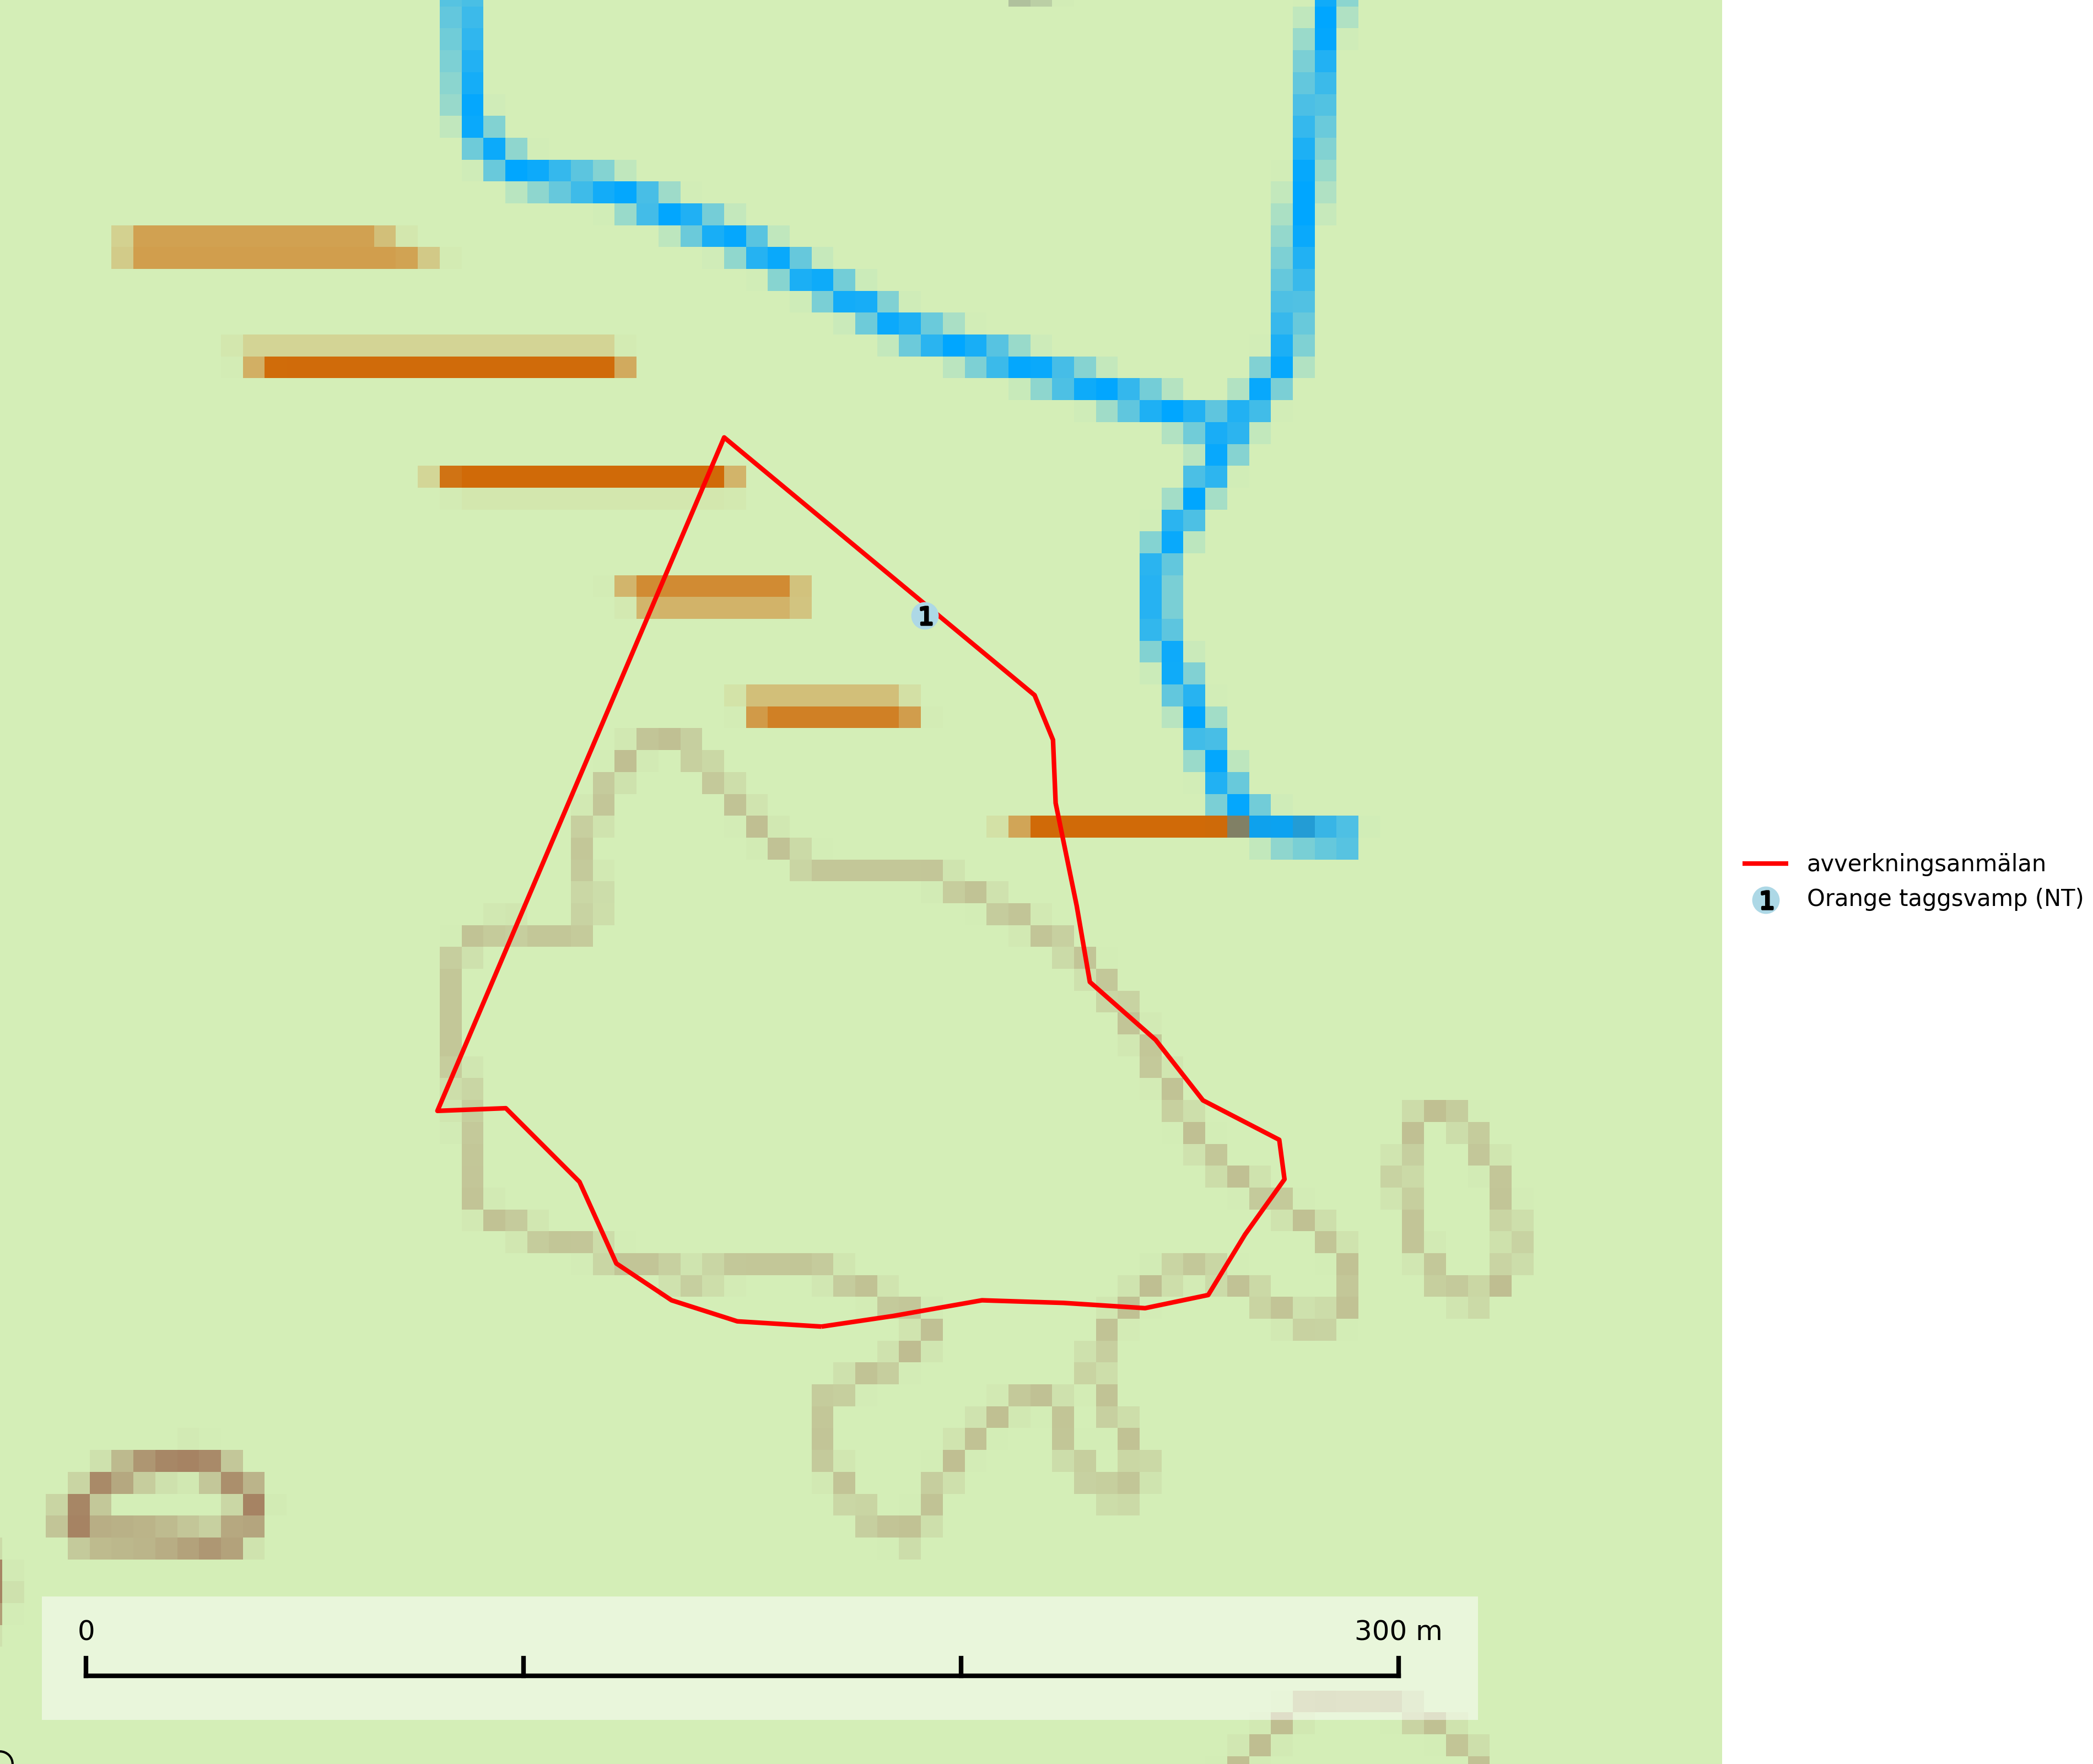 1
avverkningsanmälan
1 Orange taggsvamp (NT)
0 300 m